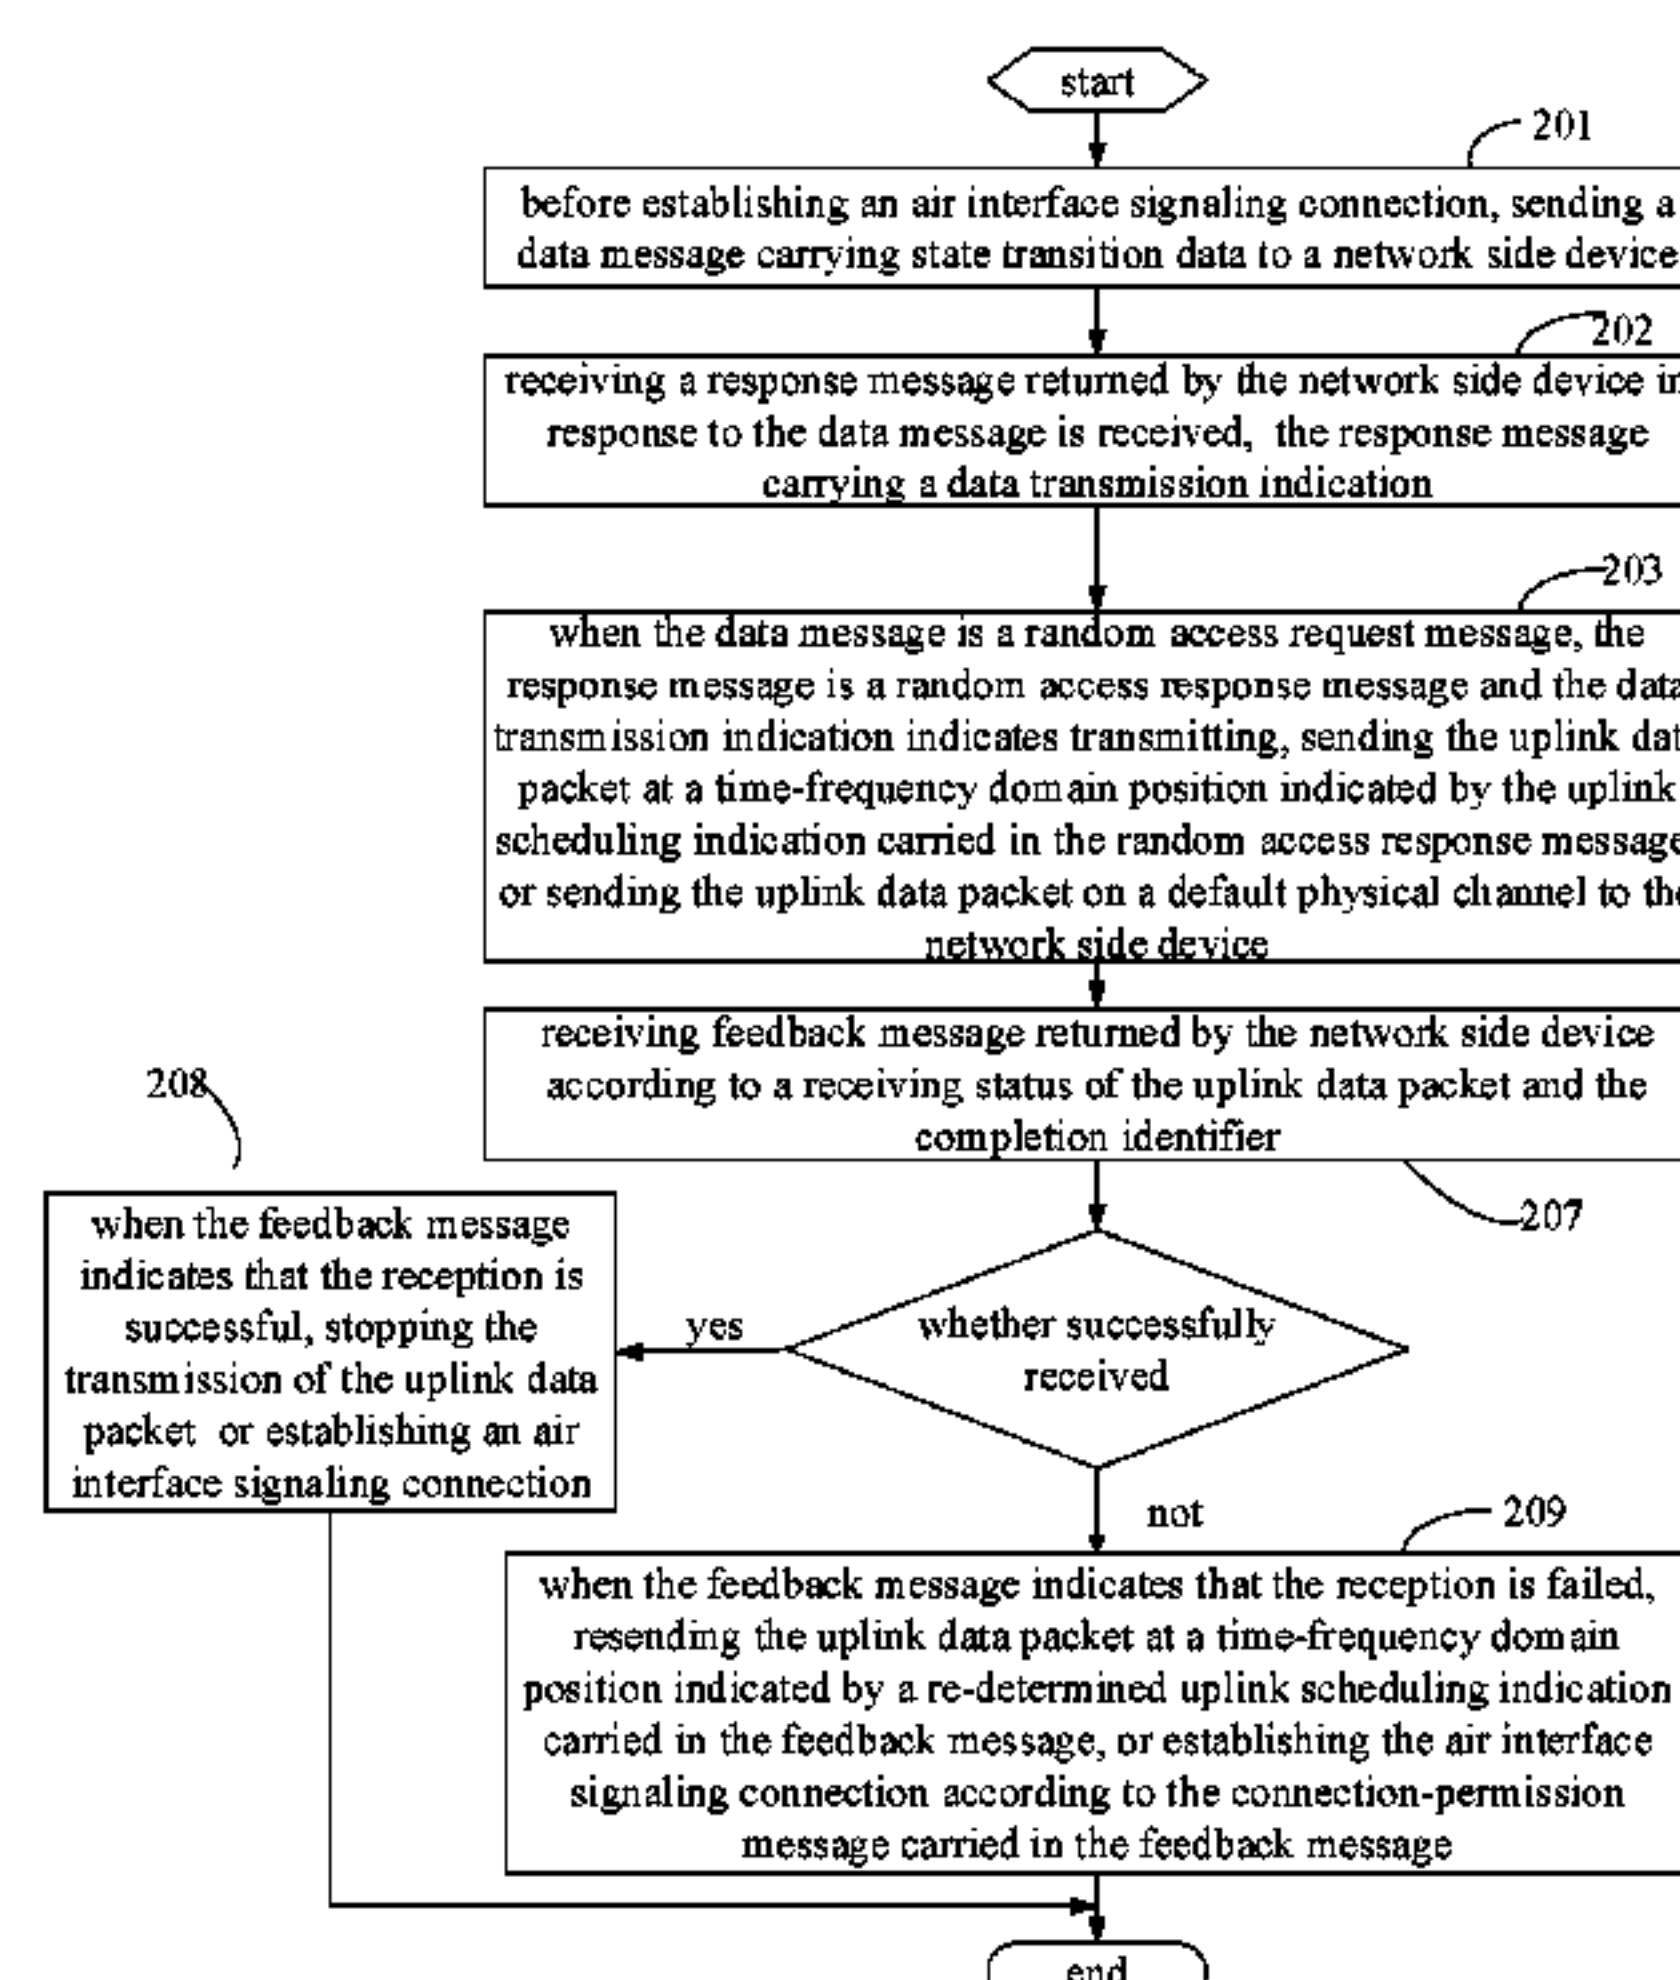 start
201
before establishing an air interface signaling connection, sending a
data message carrying state transition data to a network side device
202
receiving a response message returned by the network side device in
response to the data message is received, the response message
carrying a data transmission indication
203
when the data message is a random access request message, the
response message is a random access response message and the data
transmission indication indicates transmitting, sending the uplink dat
packet at a time-frequency domain position indicated by the uplink
scheduling indication carried in the random access response message
or sending the uplink data packet on a default physical channel to the
network side device
receiving feedback message returned by the network side device
according to a receiving status of the uplink data packet and the
completion identifier
207
208
when the feedback message
indicates that the reception is
successful, stopping the
transmission of the uplink data
packet or establishing an air
interface signaling connection
yes
whether successfully
received
not
209
when the feedback message indicates that the reception is failed,
resending the uplink data packet at a time-frequency domain
position indicated by a re-determined uplink scheduling indication
carried in the feedback message, or establishing the air interface
signaling connection according to the connection-permission
message carried in the feedback message
end